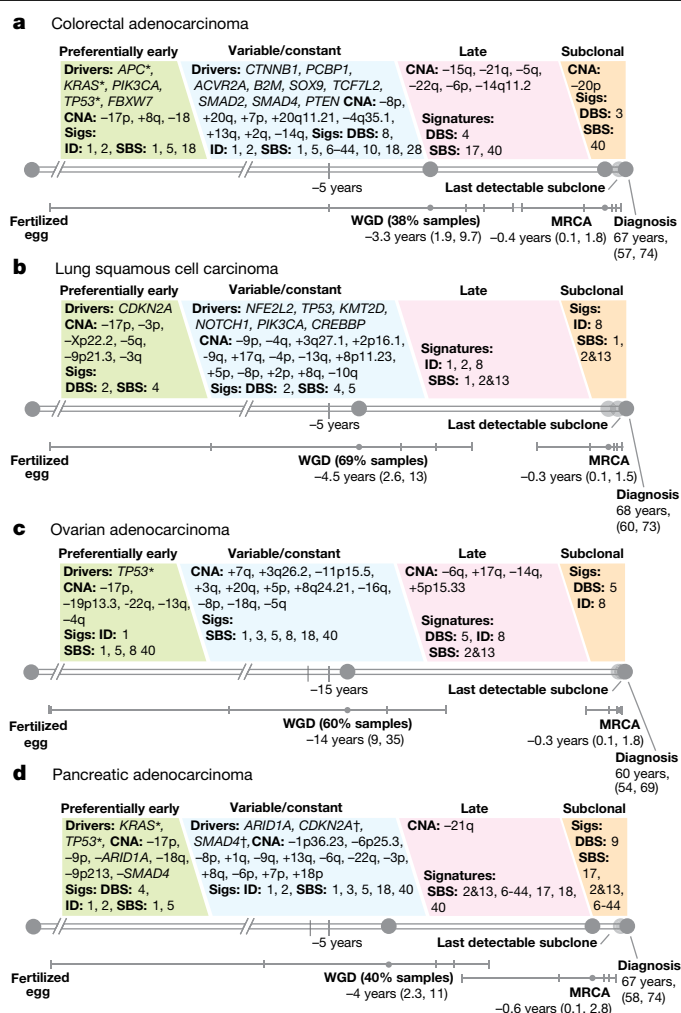 a Colorectal adenocarcinoma
Preferentially early
Drivers: APC*,
KRAS*, PIK3CA,
TP53*, FBXW7
CNA: –17p, +8q, –18
Sigs:
ID: 1, 2, SBS: 1, 5, 18
Variable/constant
Drivers: CTNNB1, PCBP1,
ACVR2A, B2M, SOX9, TCF7L2,
SMAD2, SMAD4, PTEN CNA: –8p,
+20q, +7p, +20q11.21, –4q35.1,
+13q, +2q, –14q, Sigs: DBS: 8,
ID: 1, 2, SBS: 1, 5, 6–44, 10, 18, 28
Late
CNA: –15q, –21q, –5q,
–22q, –6p, –14q11.2
Signatures:
DBS: 4
SBS: 17, 40
Subclonal
CNA:
–20p
Sigs:
DBS: 3
SBS:
40
–5 years
Last detectable subclone
Fertilized
egg
WGD (38% samples)
–3.3 years (1.9, 9.7)
MRCA
–0.4 years (0.1, 1.8)
Diagnosis
67 years,
(57, 74)
b Lung squamous cell carcinoma
Preferentially early
Drivers: CDKN2A
CNA: –17p, –3p,
–Xp22.2, –5q,
–9p21.3, –3q
Sigs:
DBS: 2, SBS: 4
Variable/constant
Drivers: NFE2L2, TP53, KMT2D,
NOTCH1, PIK3CA, CREBBP
CNA: –9p, –4q, +3q27.1, +2p16.1,
-9q, +17q, –4p, –13q, +8p11.23,
+5p, –8p, +2p, +8q, –10q
Sigs: DBS: 2, SBS: 4, 5
Late
Signatures:
ID: 1, 2, 8
SBS: 1, 2&13
Subclonal
Sigs:
ID: 8
SBS: 1,
2&13
–5 years
Last detectable subclone
Fertilized
egg
WGD (69% samples)
–4.5 years (2.6, 13)
MRCA
–0.3 years (0.1, 1.5)
Diagnosis
68 years,
(60, 73)
c Ovarian adenocarcinoma
Preferentially early
Drivers: TP53*
CNA: –17p,
–19p13.3, -22q, –13q,
–4q
Sigs: ID: 1
SBS: 1, 5, 8 40
Variable/constant
CNA: +7q, +3q26.2, –11p15.5,
+3q, +20q, +5p, +8q24.21, –16q,
–8p, –18q, –5q
Sigs:
SBS: 1, 3, 5, 8, 18, 40
Late
CNA: –6q, +17q, –14q,
+5p15.33
Signatures:
DBS: 5, ID: 8
SBS: 2&13
Subclonal
Sigs:
DBS: 5
ID: 8
–15 years
Last detectable subclone
Fertilized
egg
WGD (60% samples)
–14 years (9, 35)
MRCA
–0.3 years (0.1, 1.8)
Diagnosis
60 years,
(54, 69)
d Pancreatic adenocarcinoma
Preferentially early
Drivers: KRAS*,
TP53*, CNA: –17p,
–9p, –ARID1A, –18q,
–9p213, –SMAD4
Sigs: DBS: 4,
ID: 1, 2, SBS: 1, 5
Variable/constant
Drivers: ARID1A, CDKN2A†,
SMAD4†, CNA: –1p36.23, –6p25.3,
–8p, +1q, –9q, +13q, –6q, –22q, –3p,
+8q, –6p, +7p, +18p
Sigs: ID: 1, 2, SBS: 1, 3, 5, 18, 40
Late
CNA: –21q
Signatures:
SBS: 2&13, 6-44, 17, 18,
40
Subclonal
Sigs:
DBS: 9
SBS:
17,
2&13,
6-44
–5 years
Last detectable subclone
Fertilized
egg
WGD (40% samples)
–4 years (2.3, 11)
MRCA
–0.6 years (0.1, 2.8)
Diagnosis
67 years,
(58, 74)